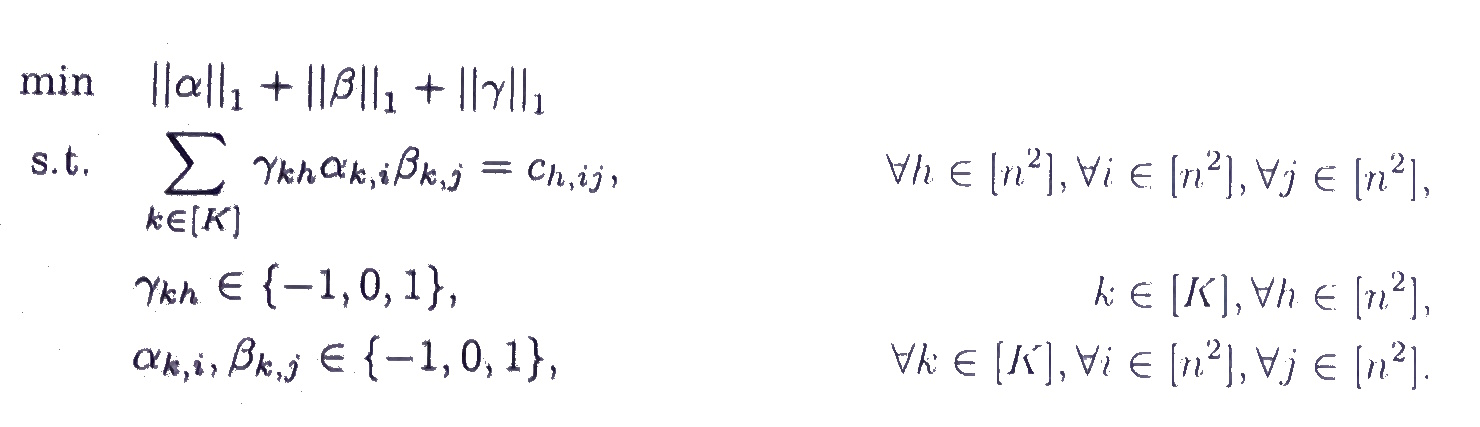 min ||α||₁ + ||β||₁ + ||γ||₁
s.t. ∑_{k∈[K]} γ_{kh}α_{k,i}β_{k,j} = c_{h,ij}, ∀h ∈ [n²], ∀i ∈ [n²], ∀j ∈ [n²],
γ_{kh} ∈ {−1, 0, 1}, k ∈ [K], ∀h ∈ [n²],
α_{k,i}, β_{k,j} ∈ {−1, 0, 1}, ∀k ∈ [K], ∀i ∈ [n²], ∀j ∈ [n²].